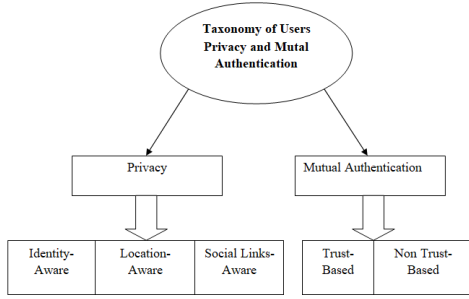 Taxonomy of Users
Privacy and Mutal
Authentication
Privacy
Mutual Authentication
Identity-
Aware
Location-
Aware
Social Links-
Aware
Trust-
Based
Non Trust-
Based